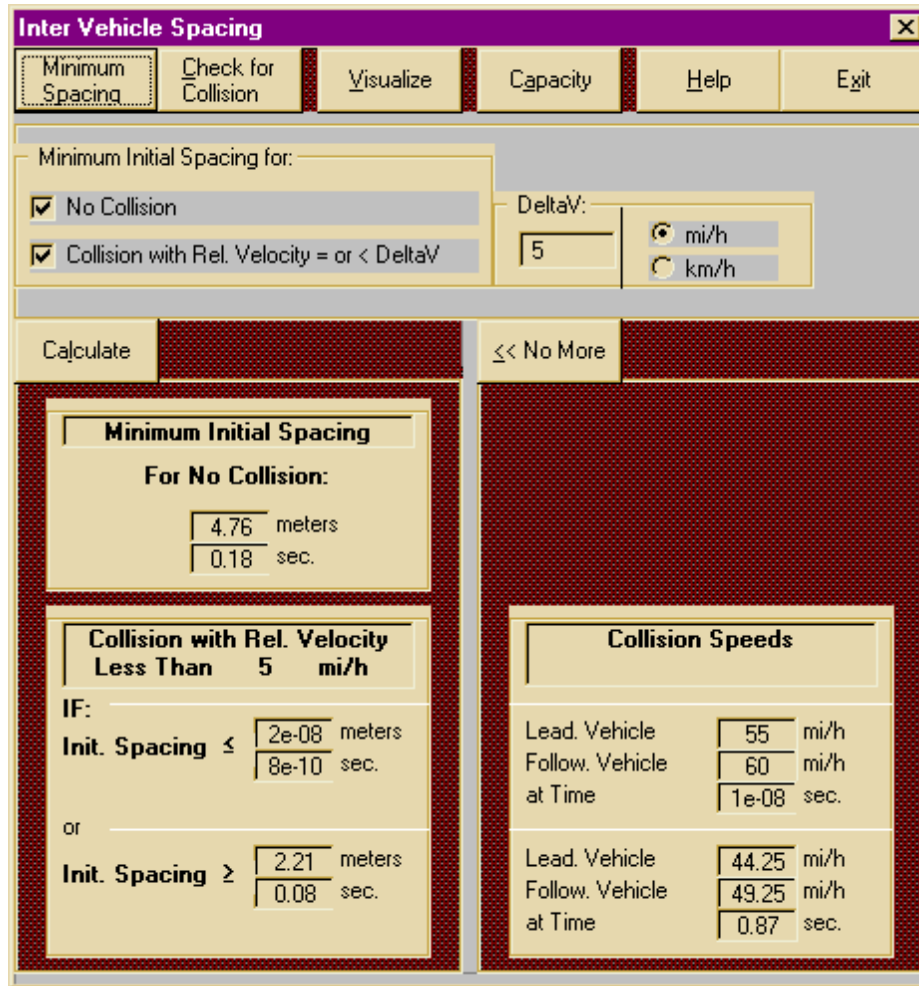 Inter Vehicle Spacing
Minimum
Spacing
Check for
Collision
Visualize
Capacity
Help
Exit
Minimum Initial Spacing for:
No Collision
Collision with Rel. Velocity = or < DeltaV
DeltaV:
5
mi/h
km/h
Calculate
<< No More
Minimum Initial Spacing
For No Collision:
4.76 meters
0.18 sec.
Collision with Rel. Velocity
Less Than 5 mi/h
IF:
Init. Spacing ≤
2e-08 meters
8e-10 sec.
or
Init. Spacing ≥
2.21 meters
0.08 sec.
Collision Speeds
Lead. Vehicle 55 mi/h
Follow. Vehicle 60 mi/h
at Time 1e-08 sec.
Lead. Vehicle 44.25 mi/h
Follow. Vehicle 49.25 mi/h
at Time 0.87 sec.